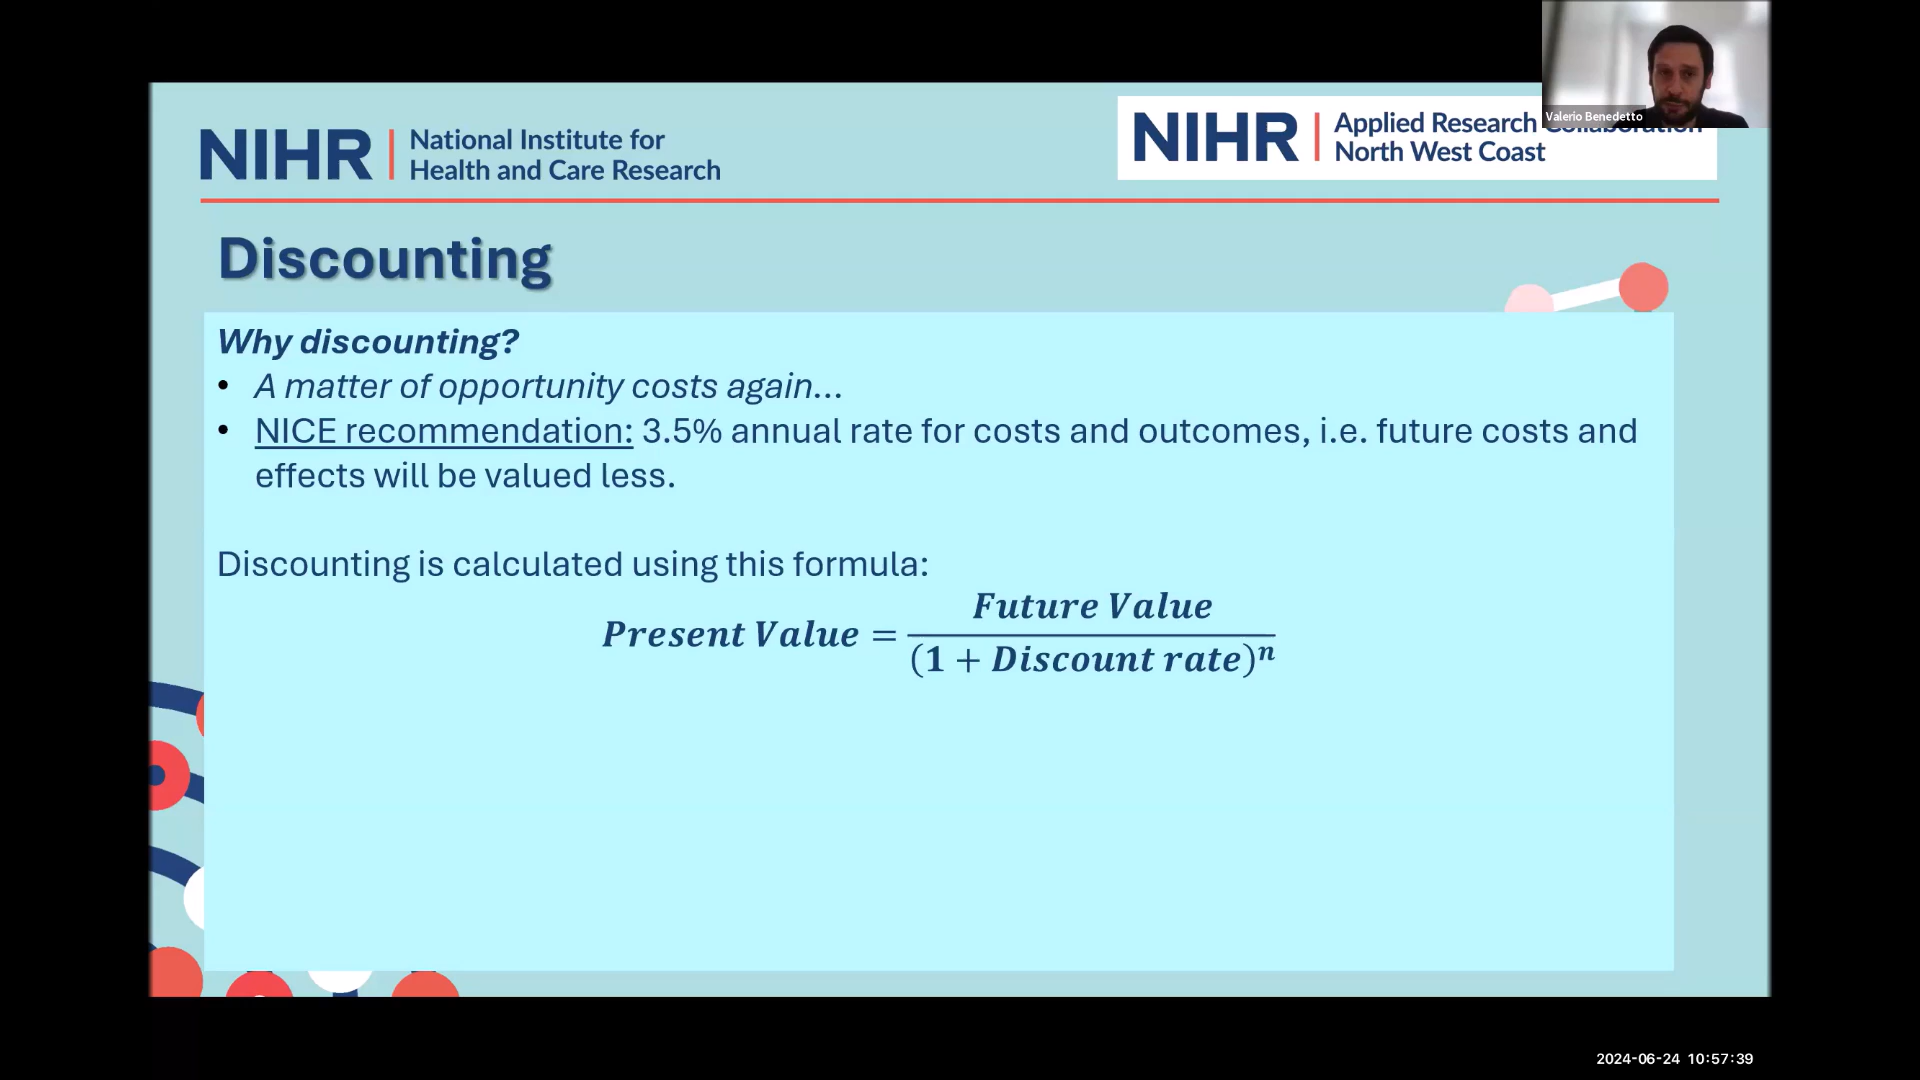 NIHR | National Institute for
Health and Care Research
NIHR | Applied Research Collaboration
North West Coast
Valerio Benedetto
Discounting
Why discounting?
• A matter of opportunity costs again...
• NICE recommendation: 3.5% annual rate for costs and outcomes, i.e. future costs and
effects will be valued less.
Discounting is calculated using this formula:
Present Value = Future Value / (1 + Discount rate)^n
2024-06-24 10:57:39